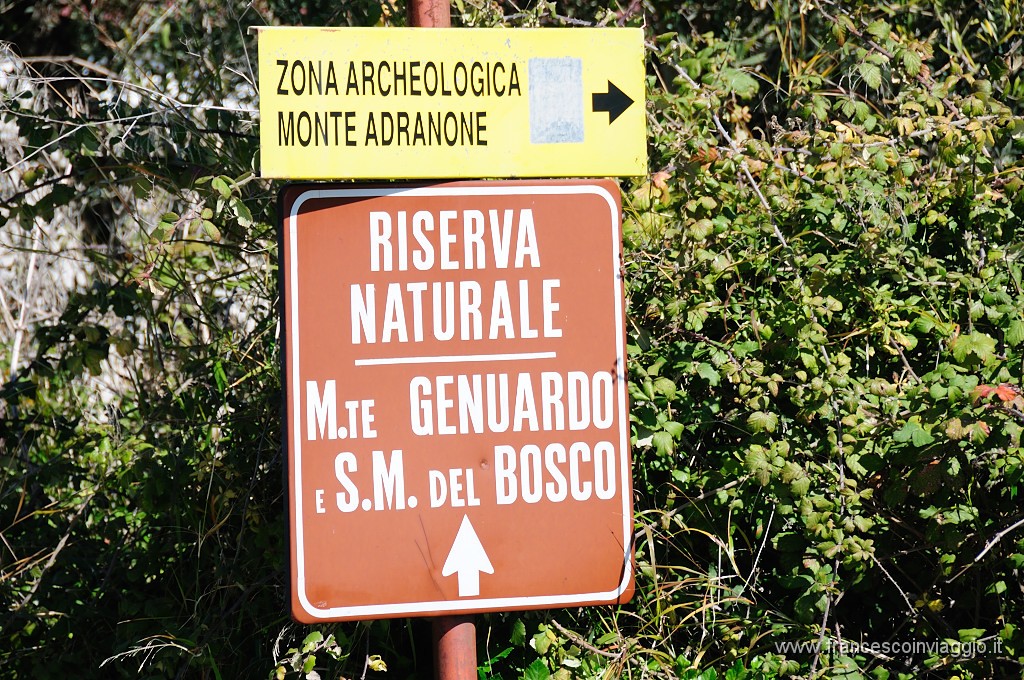 ZONA ARCHEOLOGICA
MONTE ADRANONE
RISERVA
NATURALE
M.TE GENUARDO
E S.M. DEL BOSCO
www.francescoinviaggio.it